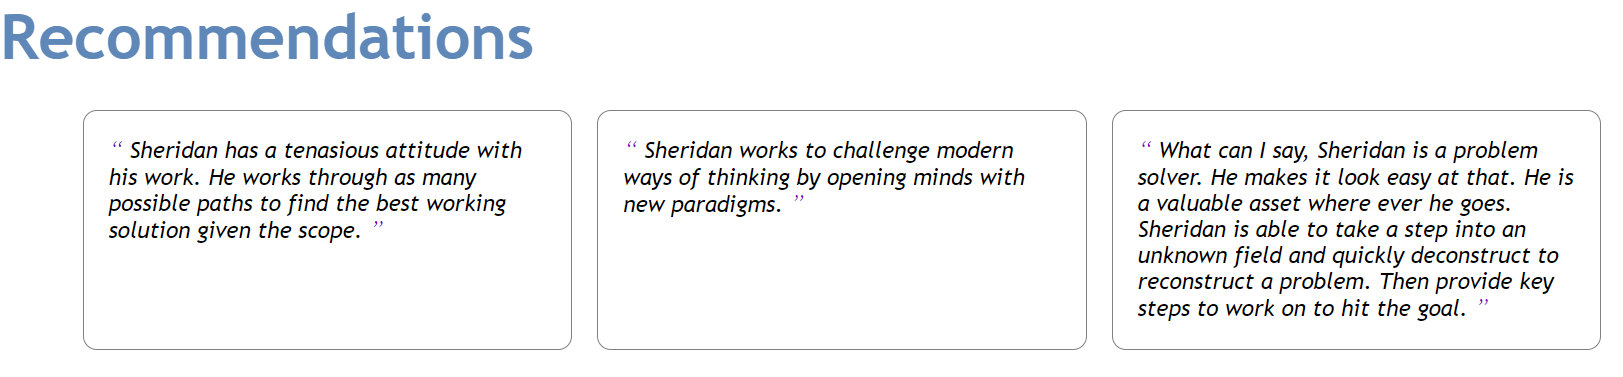 Recommendations
“ Sheridan has a tenasious attitude with
his work. He works through as many
possible paths to find the best working
solution given the scope. ”
“ Sheridan works to challenge modern
ways of thinking by opening minds with
new paradigms. ”
“ What can I say, Sheridan is a problem
solver. He makes it look easy at that. He is
a valuable asset where ever he goes.
Sheridan is able to take a step into an
unknown field and quickly deconstruct to
reconstruct a problem. Then provide key
steps to work on to hit the goal. ”